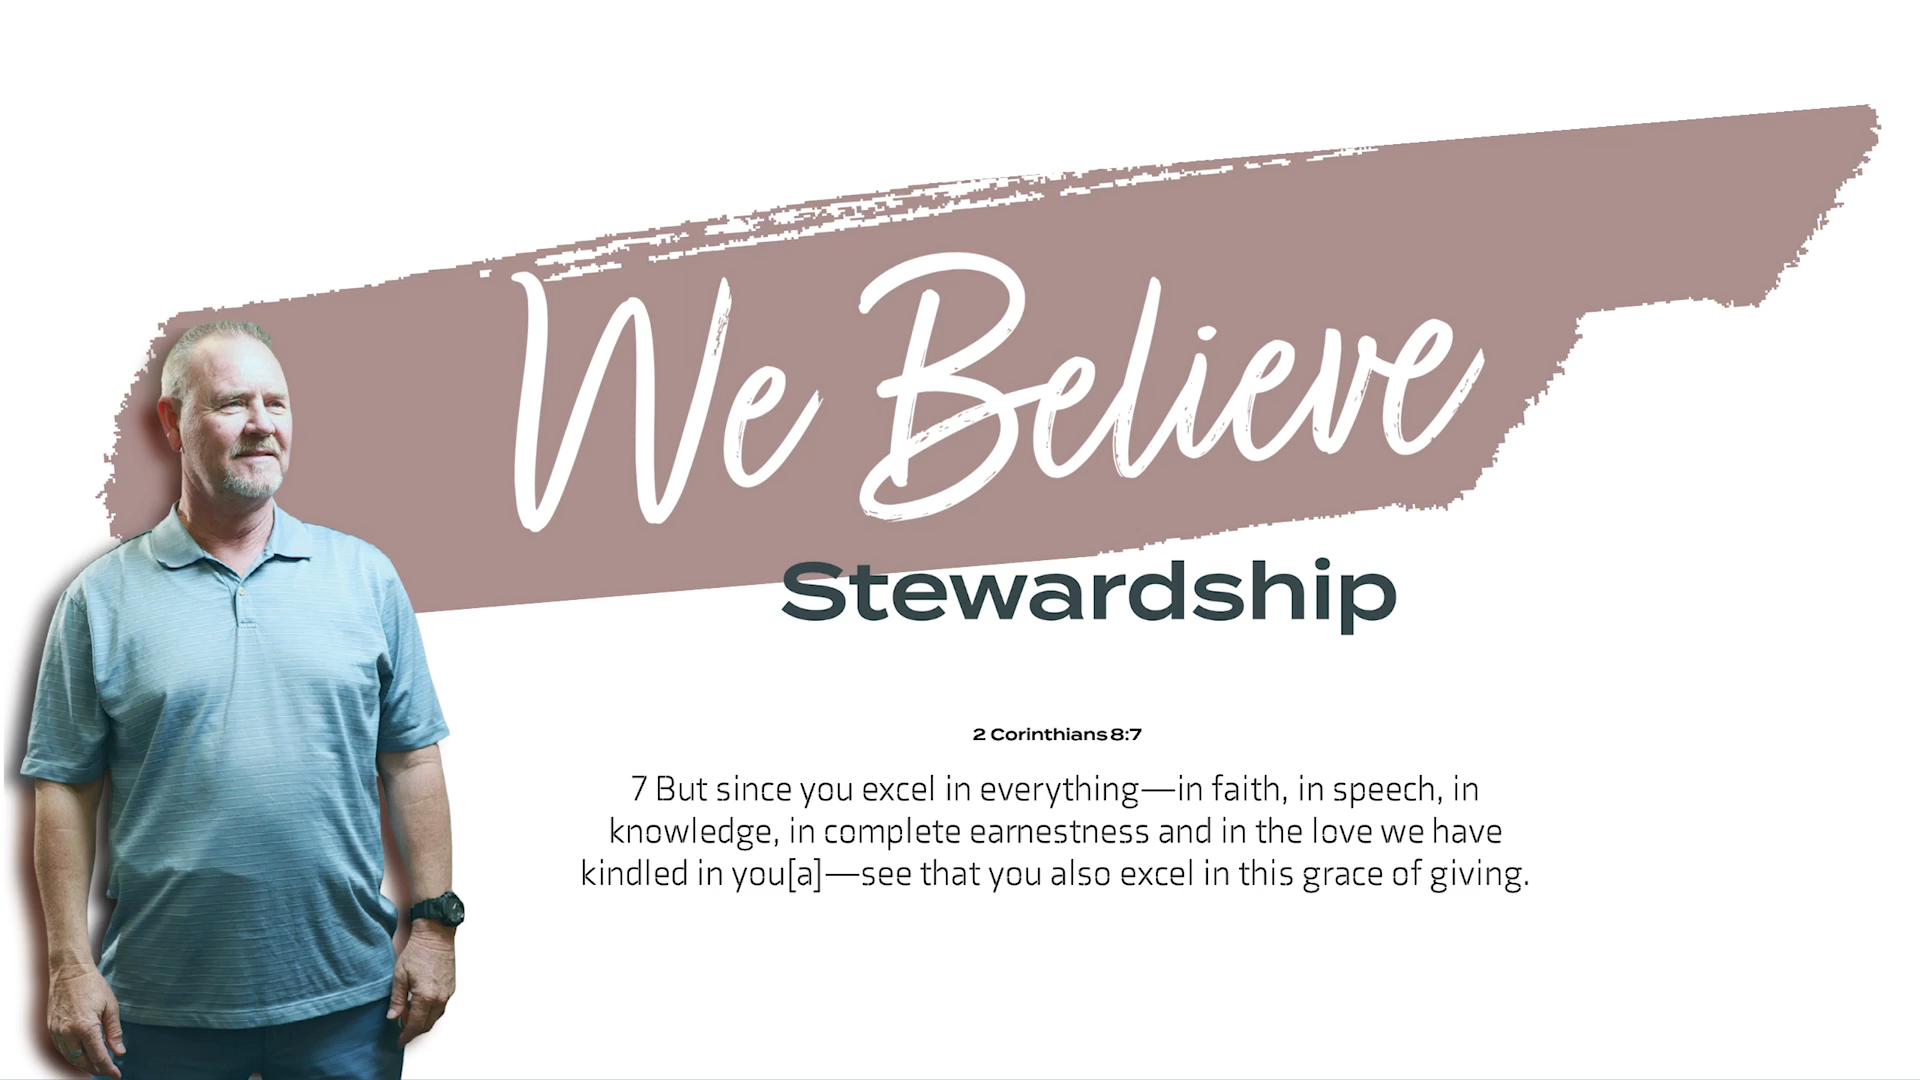 We Believe
Stewardship
2 Corinthians 8:7
7 But since you excel in everything—in faith, in speech, in
knowledge, in complete earnestness and in the love we have
kindled in you[a]—see that you also excel in this grace of giving.